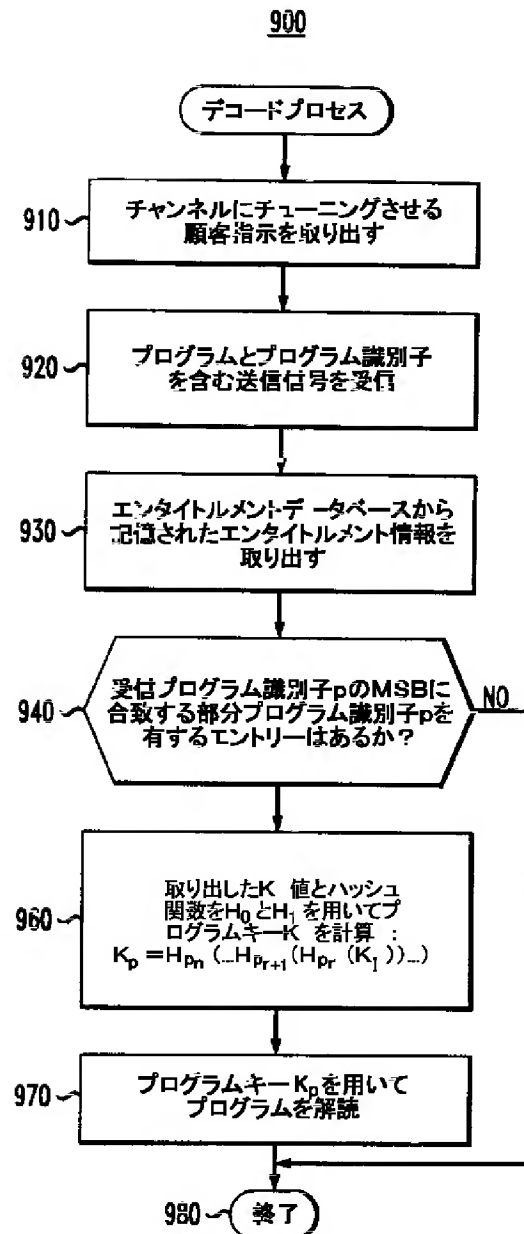 900
デコードプロセス
910
チャンネルにチューニングさせる
顧客指示を取り出す
920
プログラムとプログラム識別子
を含む送信信号を受信
930
エンタイトルメントデータベースから
記憶されたエンタイトルメント情報を
取り出す
940
受信プログラム識別子pのMSBに
合致する部分プログラム識別子pを
有するエントリーはあるか?
NO
960
取り出したK 値とハッシュ
関数をH0とH1を用いてプ
ログラムキーK を計算 :
Kp = Hpn (...Hpr+1 (Hpr (KI ))...)
970
プログラムキーKpを用いて
プログラムを解読
980
終了